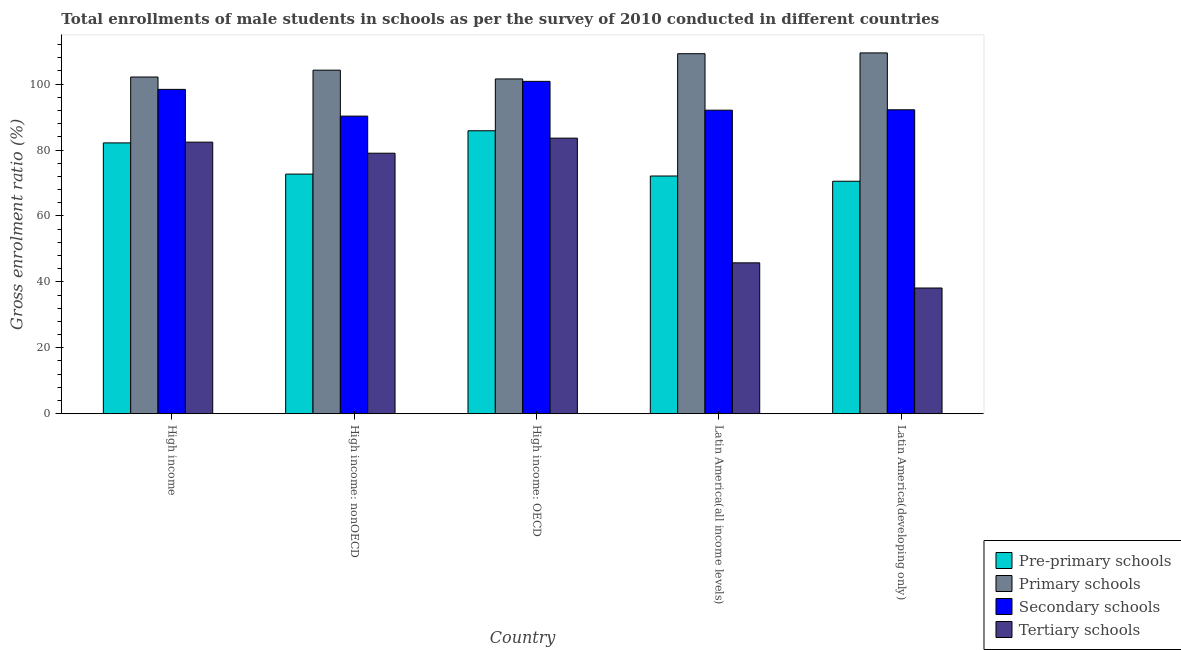 Total enrollments of male students in schools as per the survey of 2010 conducted in different countries
Gross enrolment ratio (%)
100
80
60
40
20
0
High income
High income: nonOECD
High income: OECD
Latin America(all income levels)
Latin America(developing only)
Country
Pre-primary schools
Primary schools
Secondary schools
Tertiary schools